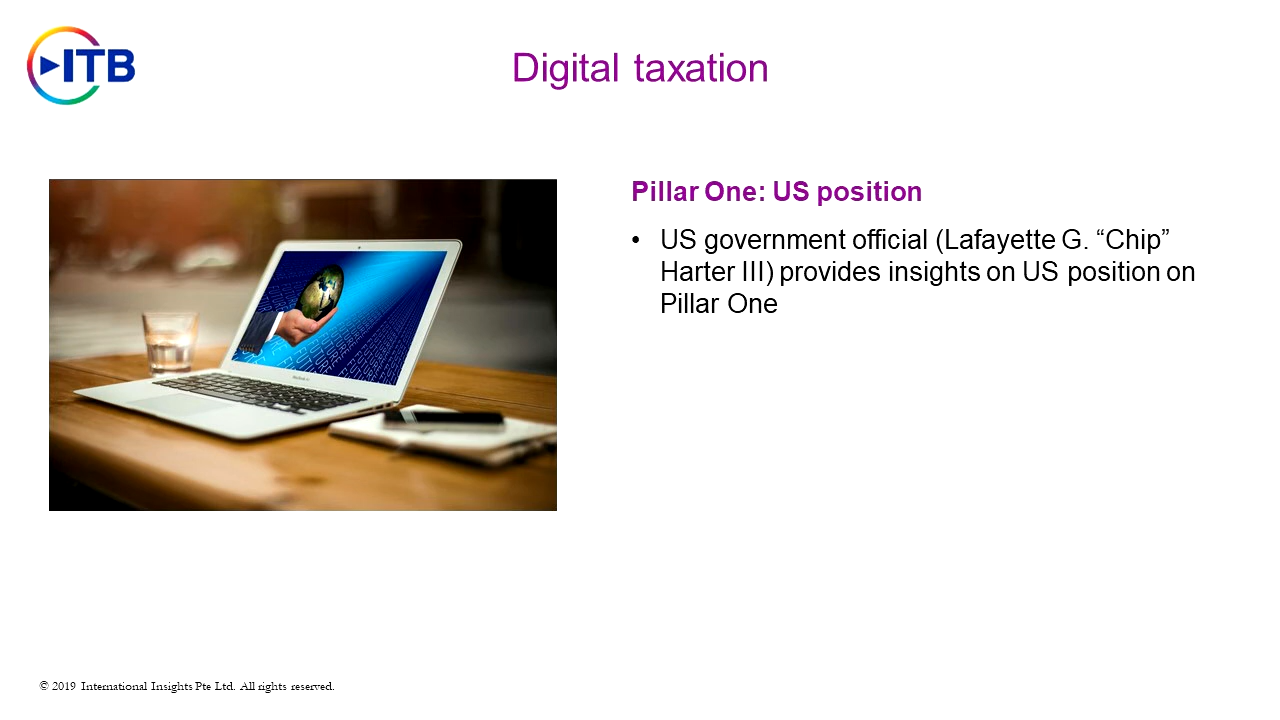 ITB
Digital taxation
Pillar One: US position
• US government official (Lafayette G. “Chip”
Harter III) provides insights on US position on
Pillar One
© 2019 International Insights Pte Ltd. All rights reserved.